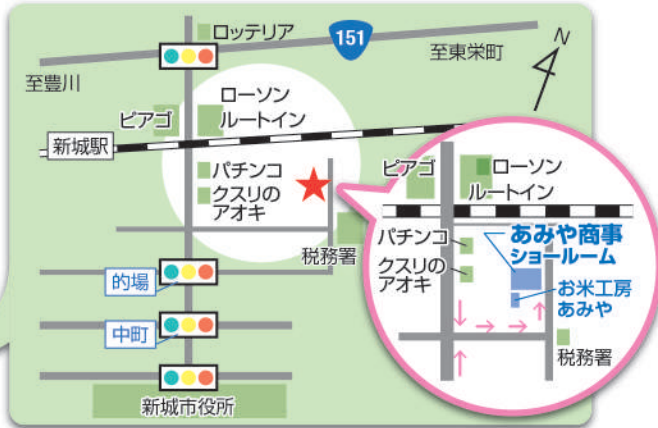 ロッテリア
151
至東栄町
N
至豊川
ピアゴ
ローソン
ルートイン
新城駅
パチンコ
クスリの
アオキ
税務署
的場
中町
新城市役所
ピアゴ
ローソン
ルートイン
パチンコ
クスリの
アオキ
あみや商事
ショールーム
お米工房
あみや
税務署